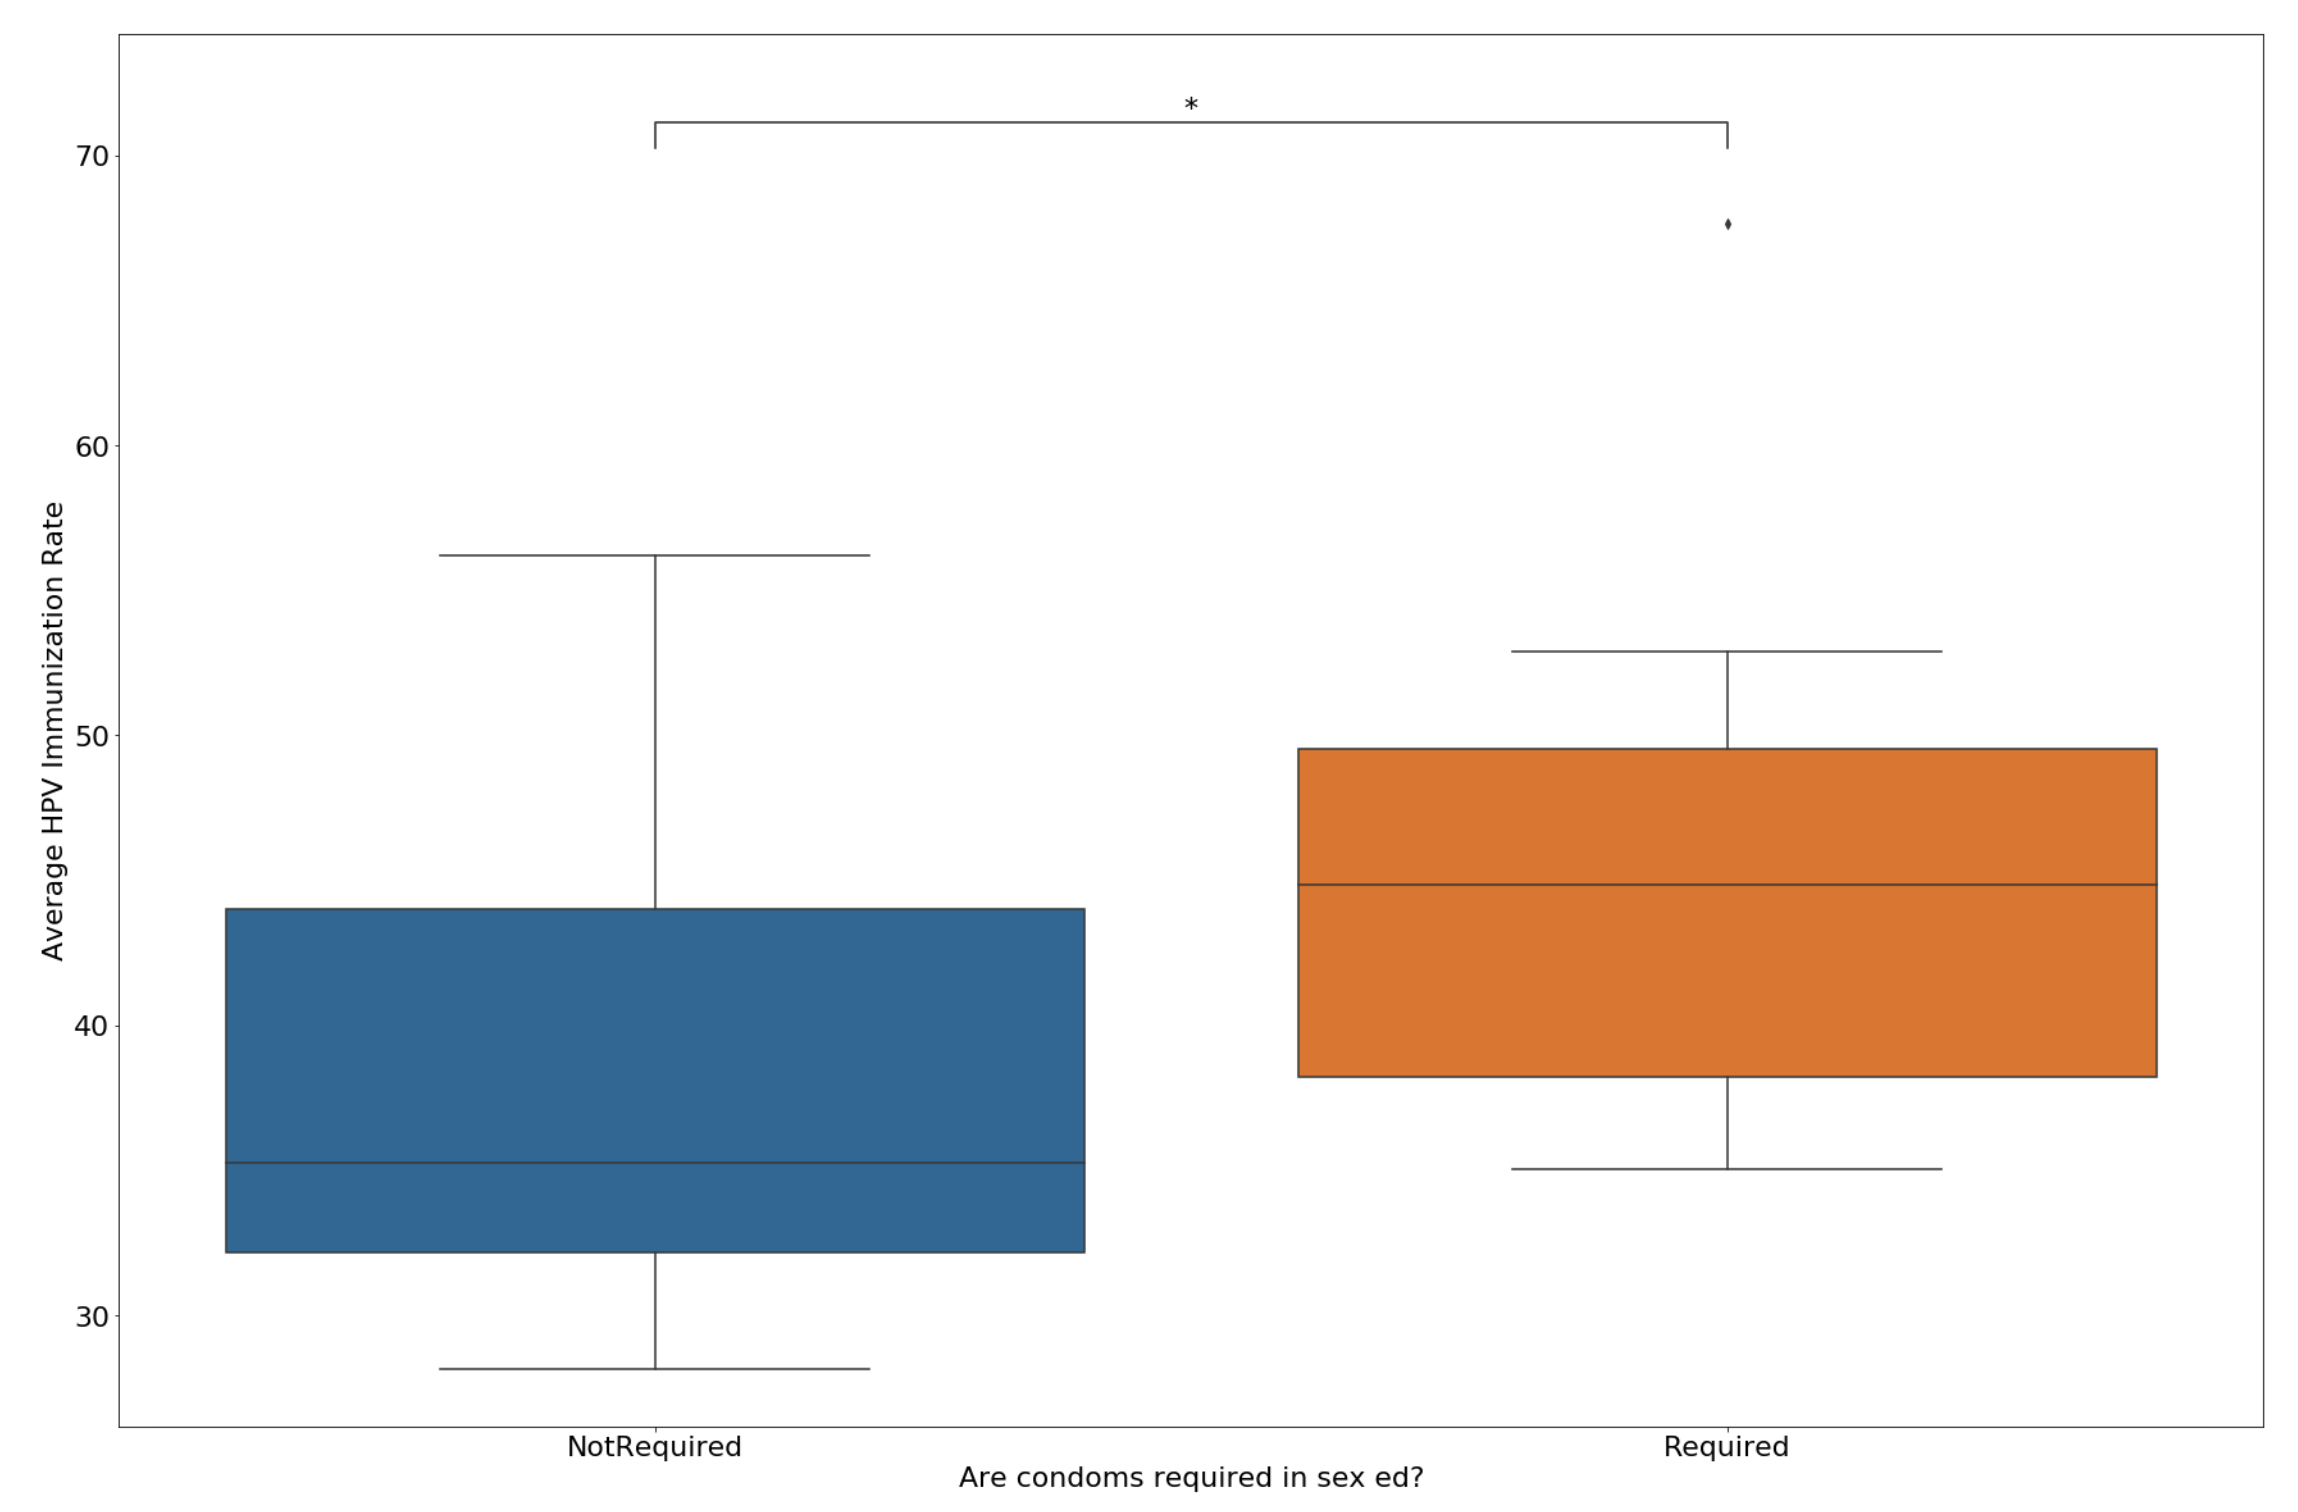 *
70
60
50
40
30
Average HPV Immunization Rate
NotRequired
Required
Are condoms required in sex ed?